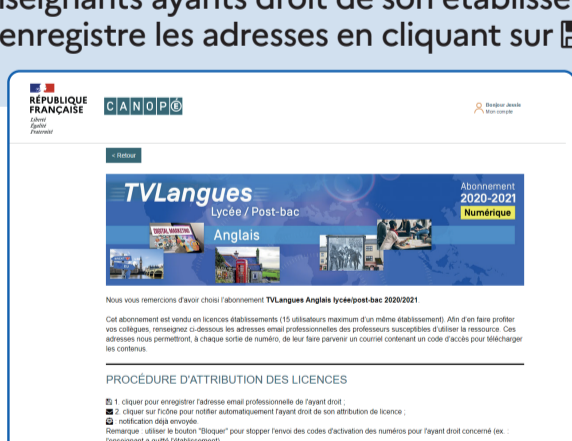 seignants ayants droit de son établisse
enregistre les adresses en cliquant sur
RÉPUBLIQUE
FRANÇAISE
Liberté
Égalité
Fraternité
CANOPÉ
Bonjour Jessie
Mon compte
< Retour
TVLangues
Lycée / Post-bac
Anglais
DIGITAL MARKETING
Abonnement
2020-2021
Numérique
Nous vous remercions d'avoir choisi l'abonnement TVLangues Anglais lycée/post-bac 2020/2021
Cet abonnement est vendu en licences établissements (15 utilisateurs maximum d'un même établissement). Afin d'en faire profiter
vos collègues, renseignez ci-dessous les adresses email professionnelles des professeurs susceptibles d'utiliser la ressource. Ces
adresses nous permettront, à chaque sortie de numéro, de leur faire parvenir un courriel contenant un code d'accès pour télécharger
les contenus.
PROCÉDURE D'ATTRIBUTION DES LICENCES
1. cliquer pour enregistrer l'adresse email professionnelle de l'ayant droit ;
2. cliquer sur l'icône pour notifier automatiquement l'ayant droit de son attribution de licence ;
: notification déjà envoyée.
Remarque : utiliser le bouton "Bloquer" pour stopper l'envoi des codes d'activation des numéros pour l'ayant droit concerné (ex. :
l'enseignant a quitté l'établissement)